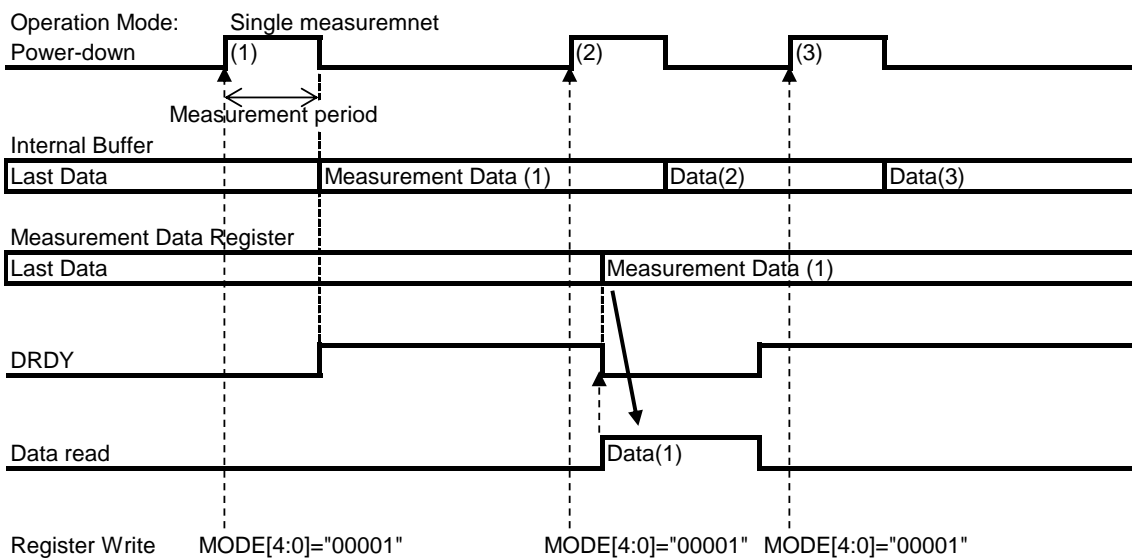 Operation Mode: Single measuremnet
Power-down (1) (2) (3)
Measurement period
Internal Buffer
Last Data Measurement Data (1) Data(2) Data(3)
Measurement Data Register
Last Data Measurement Data (1)
DRDY
Data read Data(1)
Register Write MODE[4:0]="00001" MODE[4:0]="00001" MODE[4:0]="00001"